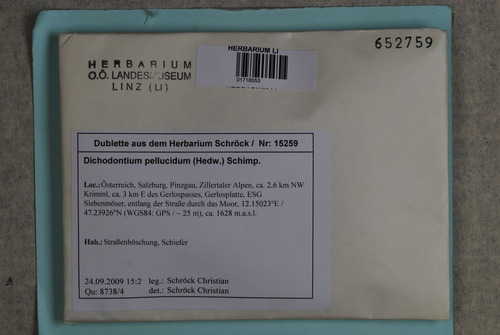 652759
HERBARIUM
O.Ö. LANDESMUSEUM
LINZ (LI)
HERBARIUM LI
01718553
Dublette aus dem Herbarium Schröck / Nr: 15259
Dichodontium pellucidum (Hedw.) Schimp.
Loc.: Österreich, Salzburg, Pinzgau, Zillertaler Alpen, ca. 2,6 km NW
Krimml, ca. 3 km E des Gerlospasses, Gerlosplatte, ESG
Siebenmöser, entlang der Straße durch das Moor, 12.15023°E /
47.23926°N (WGS84: GPS / ~ 25 m), ca. 1628 m.a.s.l.
Hab.: Straßenböschung, Schiefer
24.09.2009 15:2 leg.: Schröck Christian
Qu: 8738/4 det.: Schröck Christian